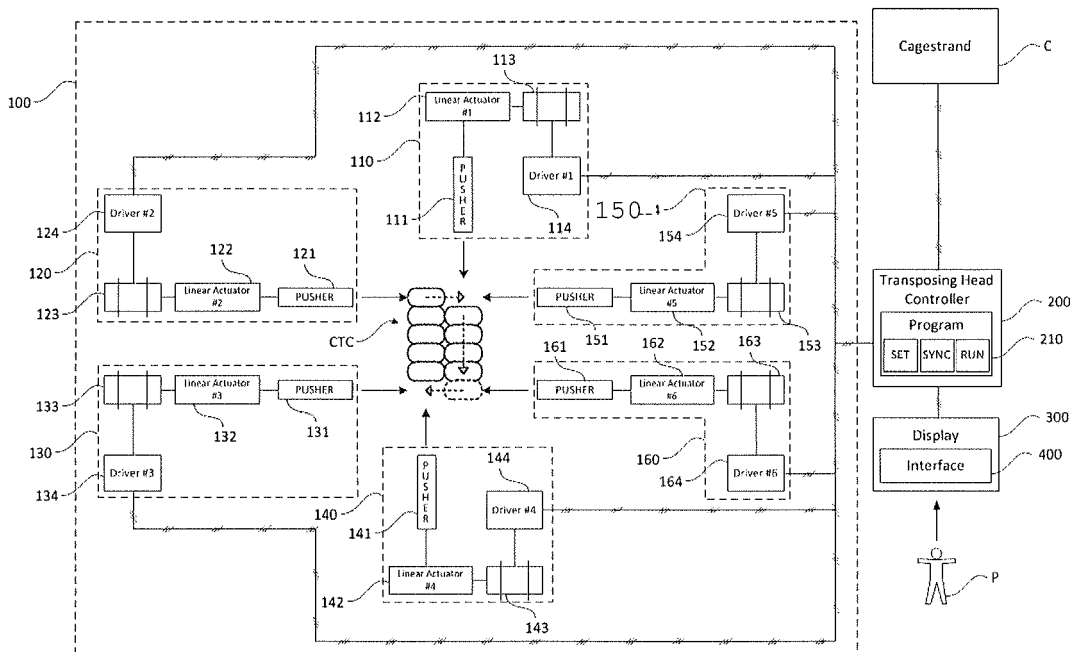 Cagestrand
C
100
113
112
Linear Actuator
#1
110
PUSHER
111
Driver #1
114
150
Driver #2
124
122
121
120
123
Linear Actuator
#2
PUSHER
154
Driver #5
PUSHER
Linear Actuator
#5
151
152
153
CTC
Transposing Head
Controller
200
Program
SET
SYNC
RUN
210
133
Linear Actuator
#3
PUSHER
132
131
130
134
Driver #3
161
162
163
PUSHER
Linear Actuator
#6
160
164
Driver #6
Display
300
Interface
400
144
140
PUSHER
141
Driver #4
142
Linear Actuator
#4
143
P